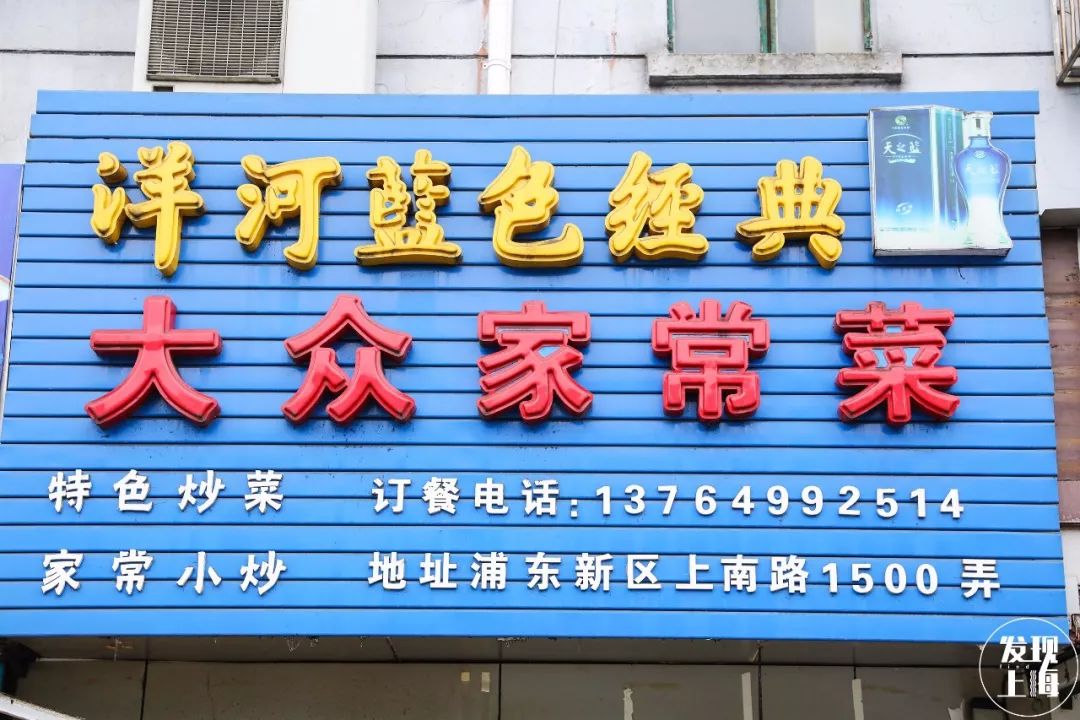 洋河藍色经典
天之蓝
大众家常菜
特色炒菜 订餐电话:13764992514
家常小炒 地址浦东新区上南路1500弄
发现
上海